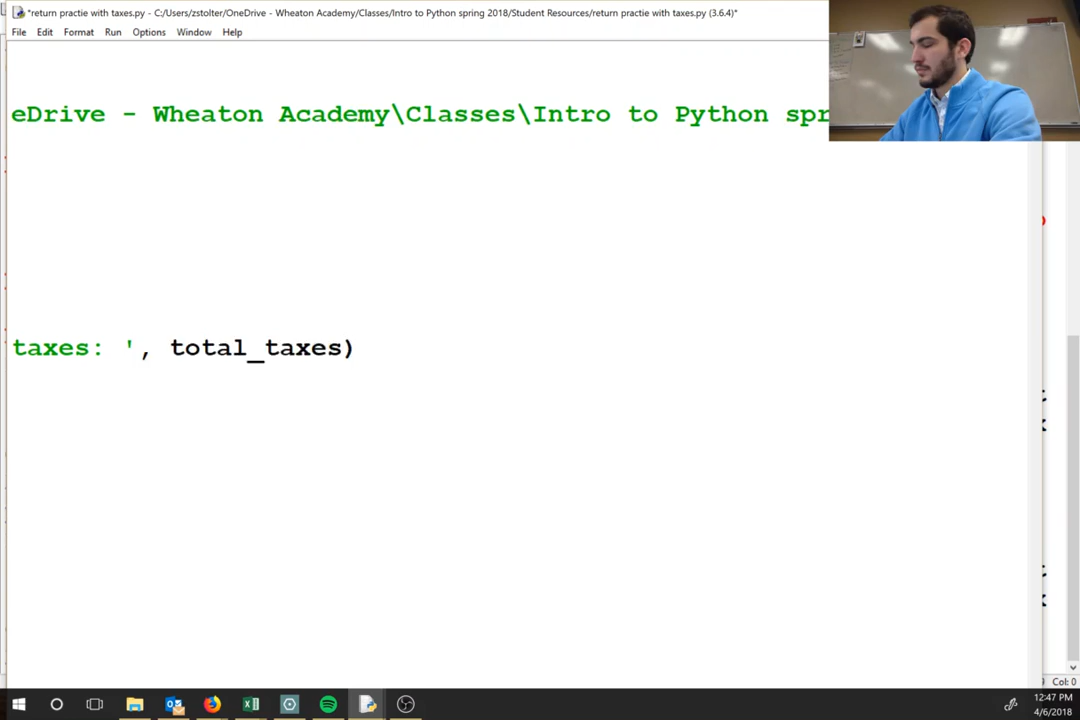 *return practie with taxes.py - C:/Users/zstolter/OneDrive - Wheaton Academy/Classes/Intro to Python spring 2018/Student Resources/return practie with taxes.py (3.6.4)*
File Edit Format Run Options Window Help
eDrive - Wheaton Academy\Classes\Intro to Python spr
taxes: ', total_taxes)
Col: 0
12:47 PM
4/6/2018